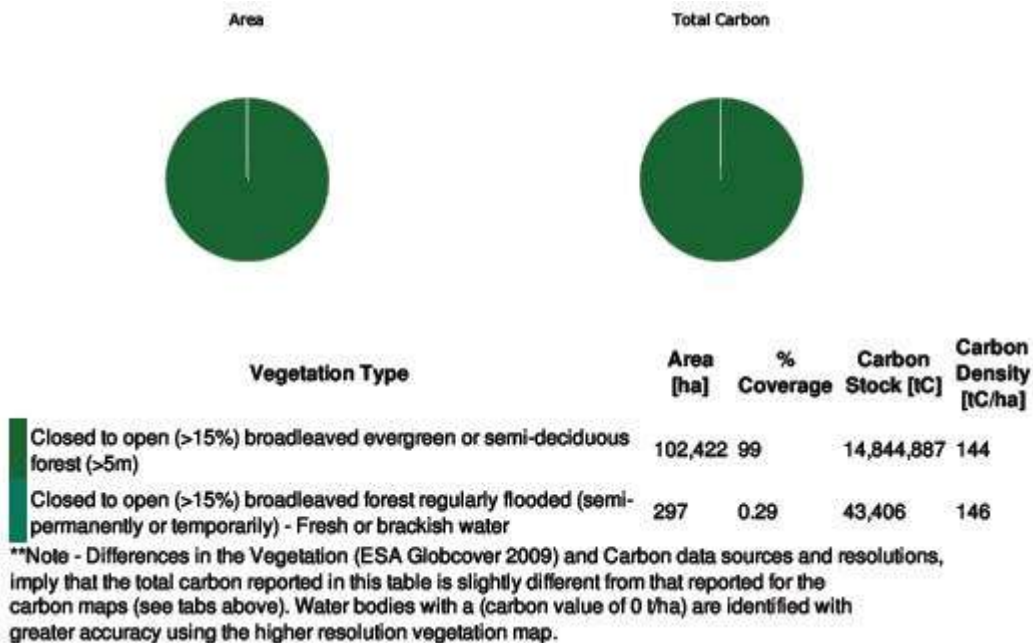 Area
Total Carbon
Vegetation Type
Area [ha]
% Coverage
Carbon Stock [tC]
Carbon Density [tC/ha]
Closed to open (>15%) broadleaved evergreen or semi-deciduous
forest (>5m)
102,422 99 14,844,887 144
Closed to open (>15%) broadleaved forest regularly flooded (semi-
permanently or temporarily) - Fresh or brackish water
297 0.29 43,406 146
**Note - Differences in the Vegetation (ESA Globcover 2009) and Carbon data sources and resolutions,
imply that the total carbon reported in this table is slightly different from that reported for the
carbon maps (see tabs above). Water bodies with a (carbon value of 0 t/ha) are identified with
greater accuracy using the higher resolution vegetation map.